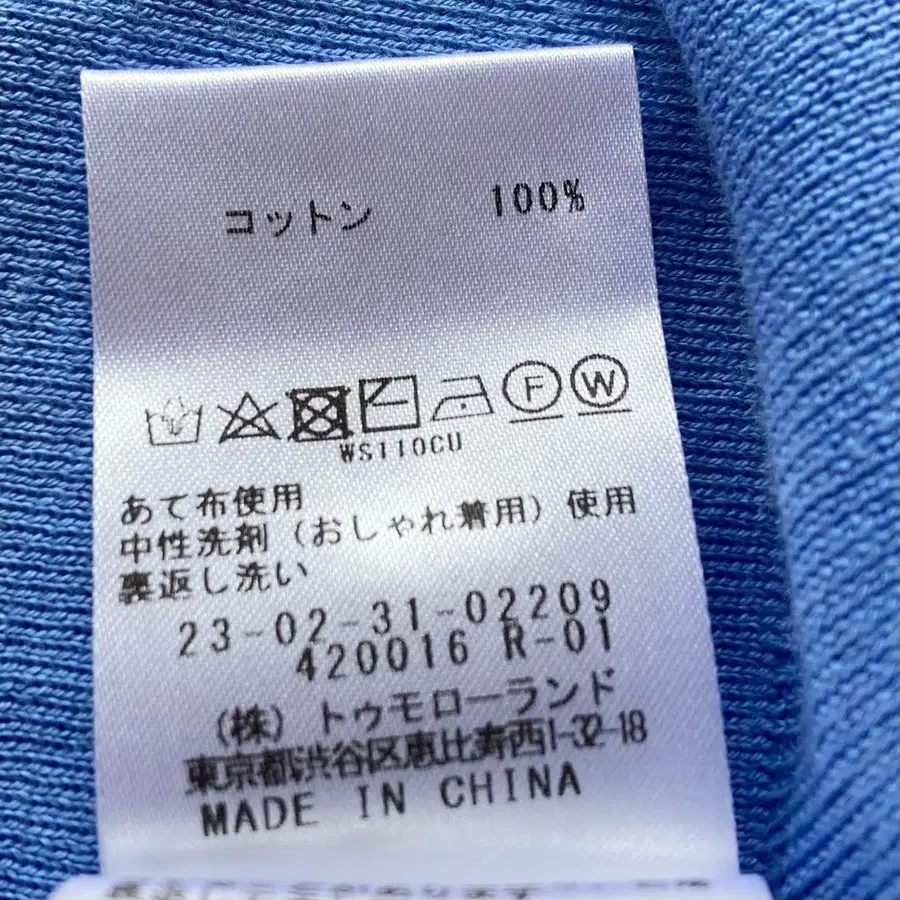 コットン 100%
F W
WS110CU
あて布使用
中性洗剤（おしゃれ着用）使用
裏返し洗い
23-02-31-02209
420016 R-01
（株）トゥモローランド
東京都渋谷区恵比寿西1-32-18
MADE IN CHINA